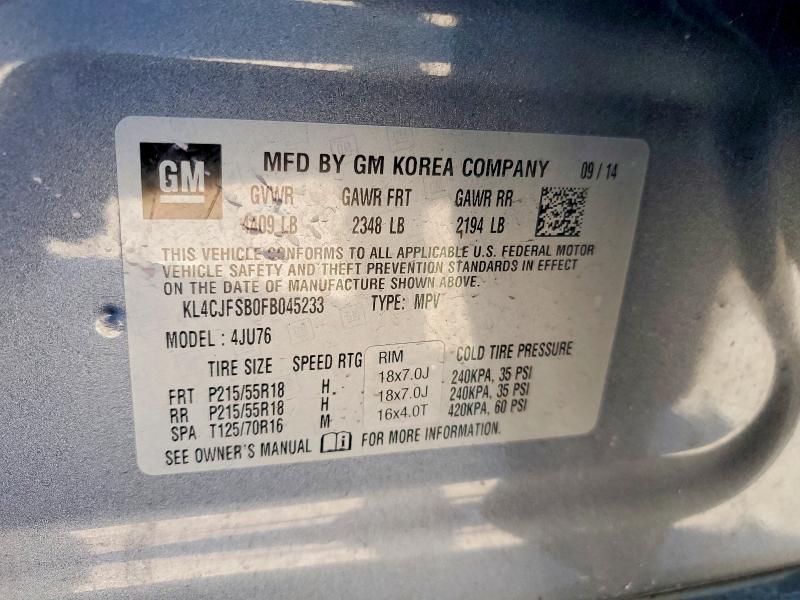 GM MFD BY GM KOREA COMPANY 09 / 14
GVWR GAWR FRT GAWR RR
4409 LB 2348 LB 2194 LB
THIS VEHICLE CONFORMS TO ALL APPLICABLE U.S. FEDERAL MOTOR
VEHICLE SAFETY AND THEFT PREVENTION STANDARDS IN EFFECT
ON THE DATE OF MANUFACTURE SHOWN ABOVE.
KL4CJFSB0FB045233 TYPE: MPV
MODEL : 4JU76
TIRE SIZE SPEED RTG RIM COLD TIRE PRESSURE
FRT P215/55R18 H 18x7.0J 240KPA, 35 PSI
RR P215/55R18 H 18x7.0J 240KPA, 35 PSI
SPA T125/70R16 M 16x4.0T 420KPA, 60 PSI
SEE OWNER'S MANUAL FOR MORE INFORMATION.